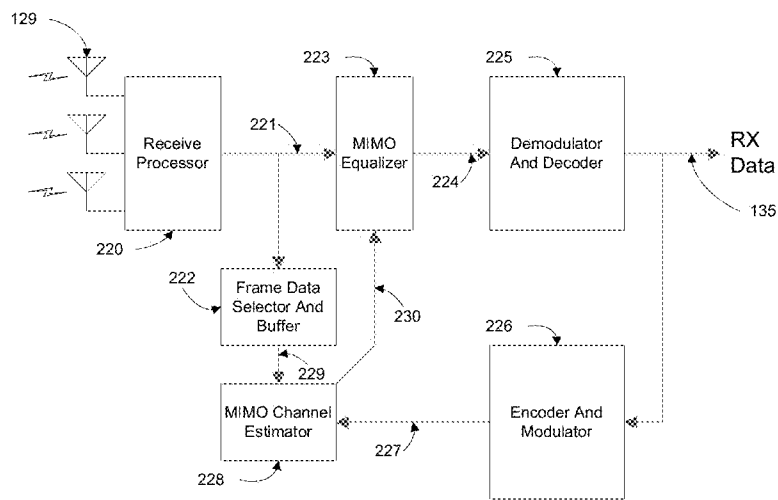 129
223
225
221
Receive
Processor
MIMO
Equalizer
Demodulator
And Decoder
RX
Data
224
135
220
222
Frame Data
Selector And
Buffer
230
226
229
MIMO Channel
Estimator
Encoder And
Modulator
227
228